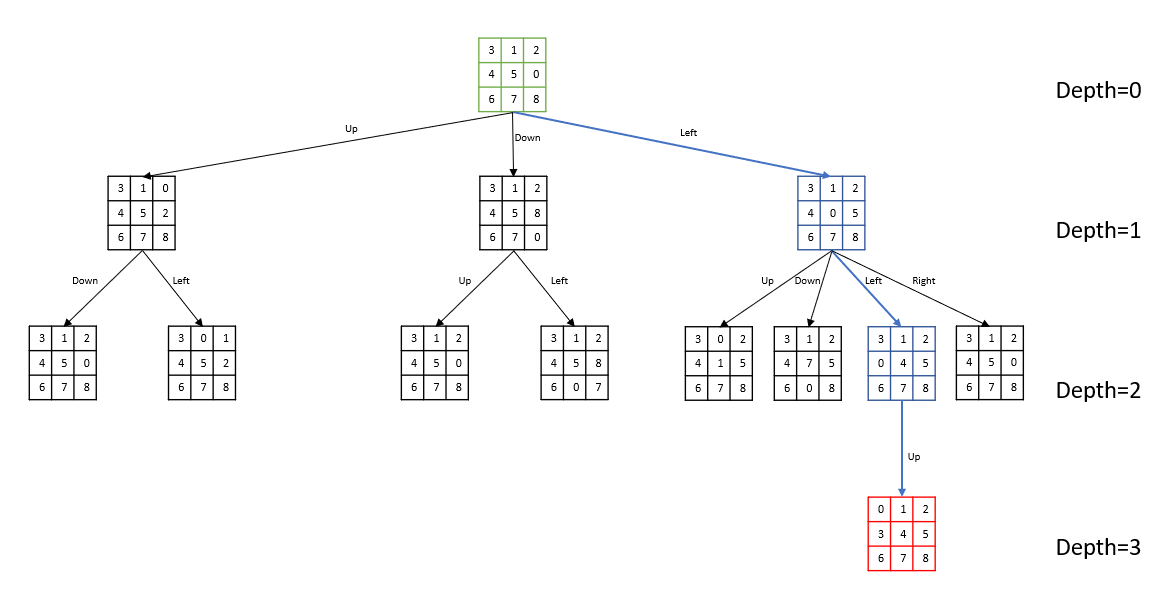 3 1 2
4 5 0
6 7 8
Depth=0
Up
Down
Left
3 1 0
4 5 2
6 7 8
3 1 2
4 5 8
6 7 0
3 1 2
4 0 5
6 7 8
Depth=1
Down
Left
Up
Left
Up
Down
Left
Right
3 1 2
4 5 0
6 7 8
3 0 1
4 5 2
6 7 8
3 1 2
4 5 0
6 7 8
3 1 2
4 5 8
6 0 7
3 0 2
4 1 5
6 7 8
3 1 2
4 7 5
6 0 8
3 1 2
0 4 5
6 7 8
3 1 2
4 5 0
6 7 8
Depth=2
Up
0 1 2
3 4 5
6 7 8
Depth=3